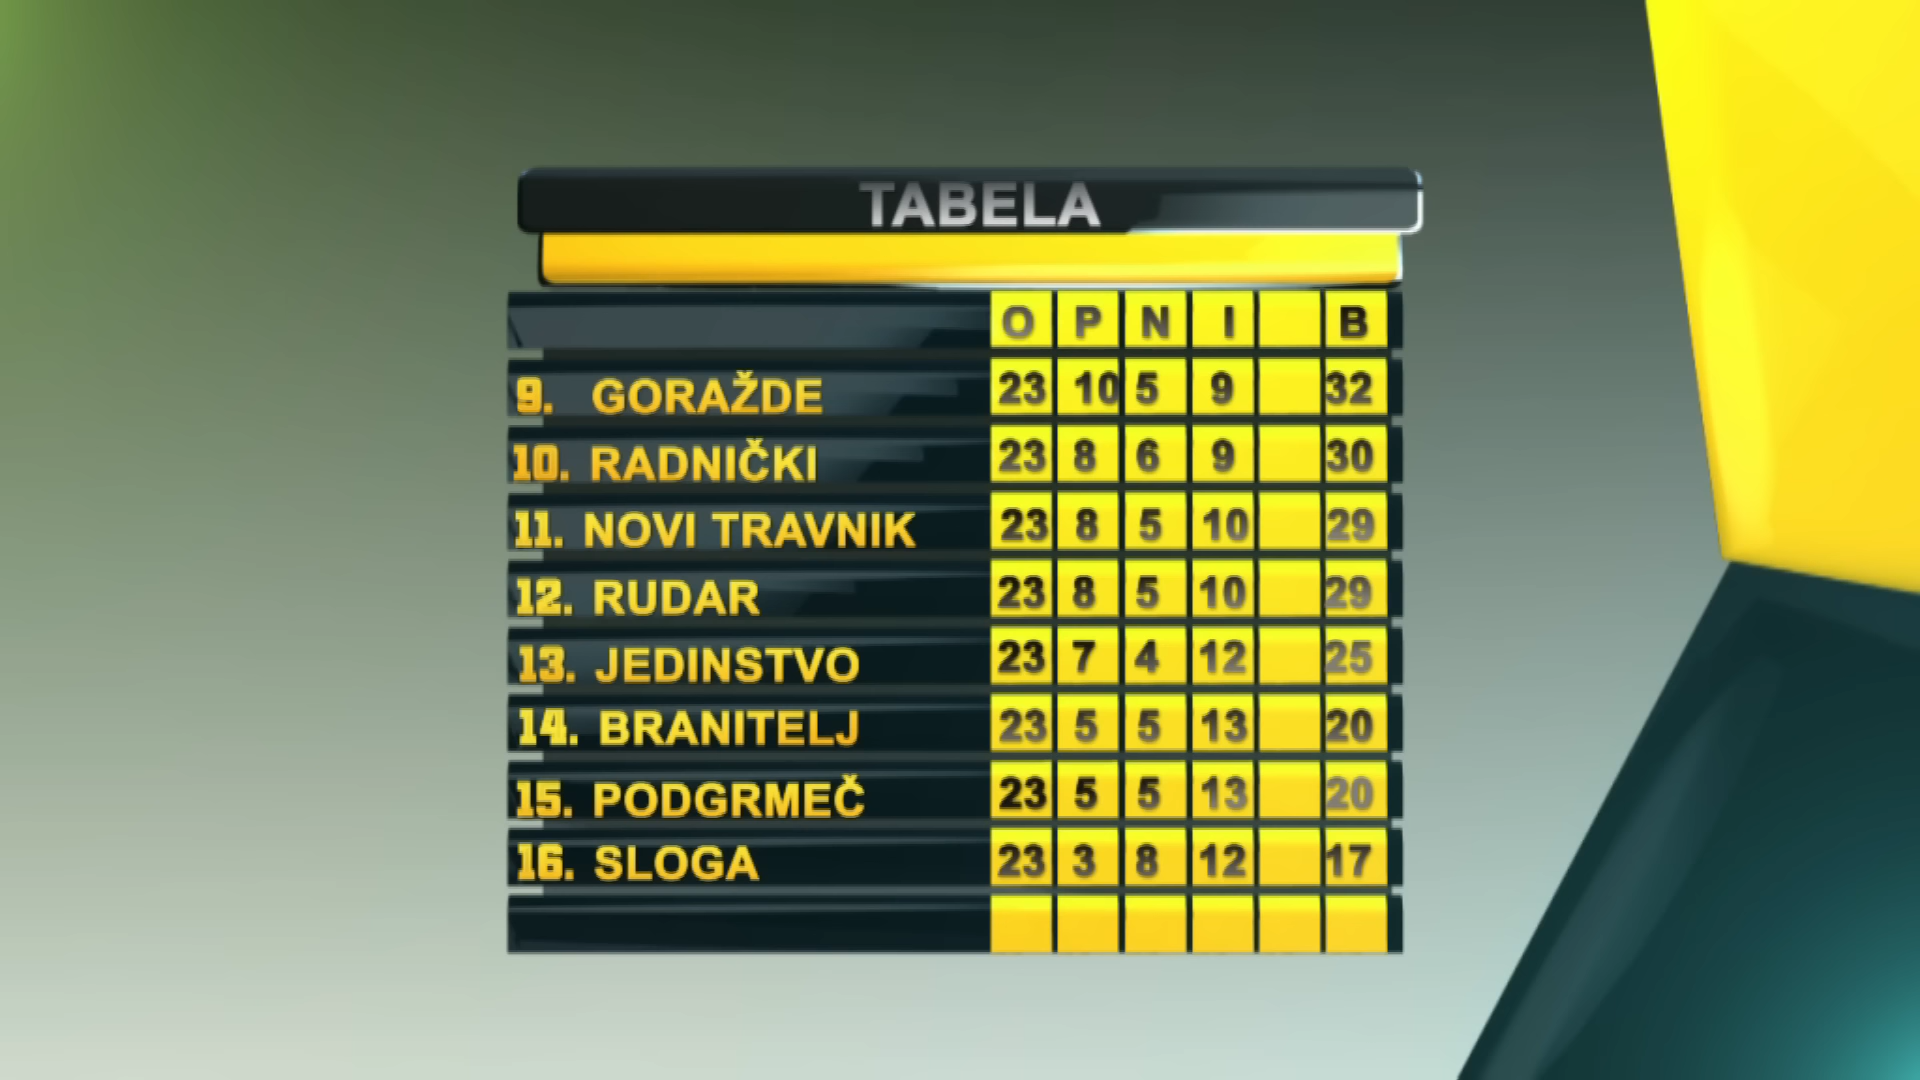 TABELA
O P N I B
9. GORAŽDE 23 10 5 9 32
10. RADNIČKI 23 8 6 9 30
11. NOVI TRAVNIK 23 8 5 10 29
12. RUDAR 23 8 5 10 29
13. JEDINSTVO 23 7 4 12 25
14. BRANITELJ 23 5 5 13 20
15. PODGRMEČ 23 5 5 13 20
16. SLOGA 23 3 8 12 17